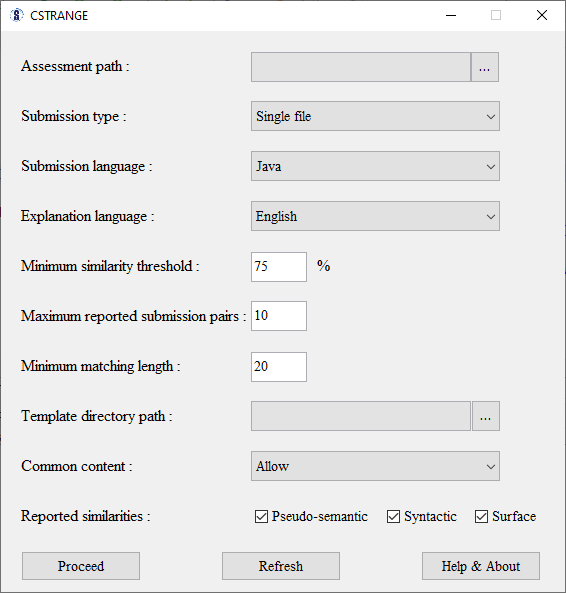 CSTRANGE
Assessment path :
...
Submission type :
Single file
Submission language :
Java
Explanation language :
English
Minimum similarity threshold :
75
%
Maximum reported submission pairs :
10
Minimum matching length :
20
Template directory path :
...
Common content :
Allow
Reported similarities :
Pseudo-semantic
Syntactic
Surface
Proceed
Refresh
Help & About